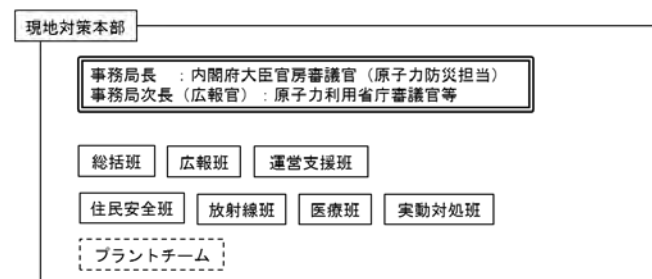 現地対策本部
事務局長　：内閣府大臣官房審議官（原子力防災担当）
事務局次長（広報官）：原子力利用省庁審議官等
総括班　広報班　運営支援班
住民安全班　放射線班　医療班　実動対処班
プラントチーム